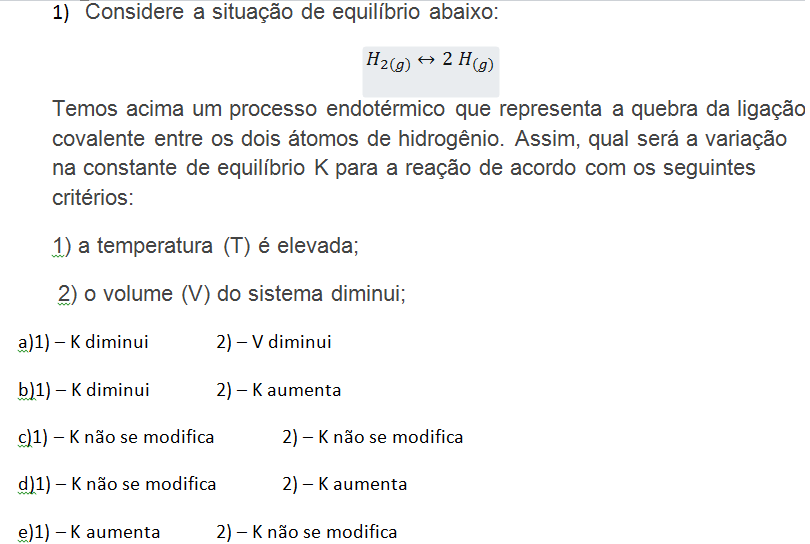 1) Considere a situação de equilíbrio abaixo:
H₂₍g₎ ↔ 2 H₍g₎
Temos acima um processo endotérmico que representa a quebra da ligação
covalente entre os dois átomos de hidrogênio. Assim, qual será a variação
na constante de equilíbrio K para a reação de acordo com os seguintes
critérios:
1) a temperatura (T) é elevada;
2) o volume (V) do sistema diminui;
a)1) – K diminui 2) – V diminui
b)1) – K diminui 2) – K aumenta
c)1) – K não se modifica 2) – K não se modifica
d)1) – K não se modifica 2) – K aumenta
e)1) – K aumenta 2) – K não se modifica